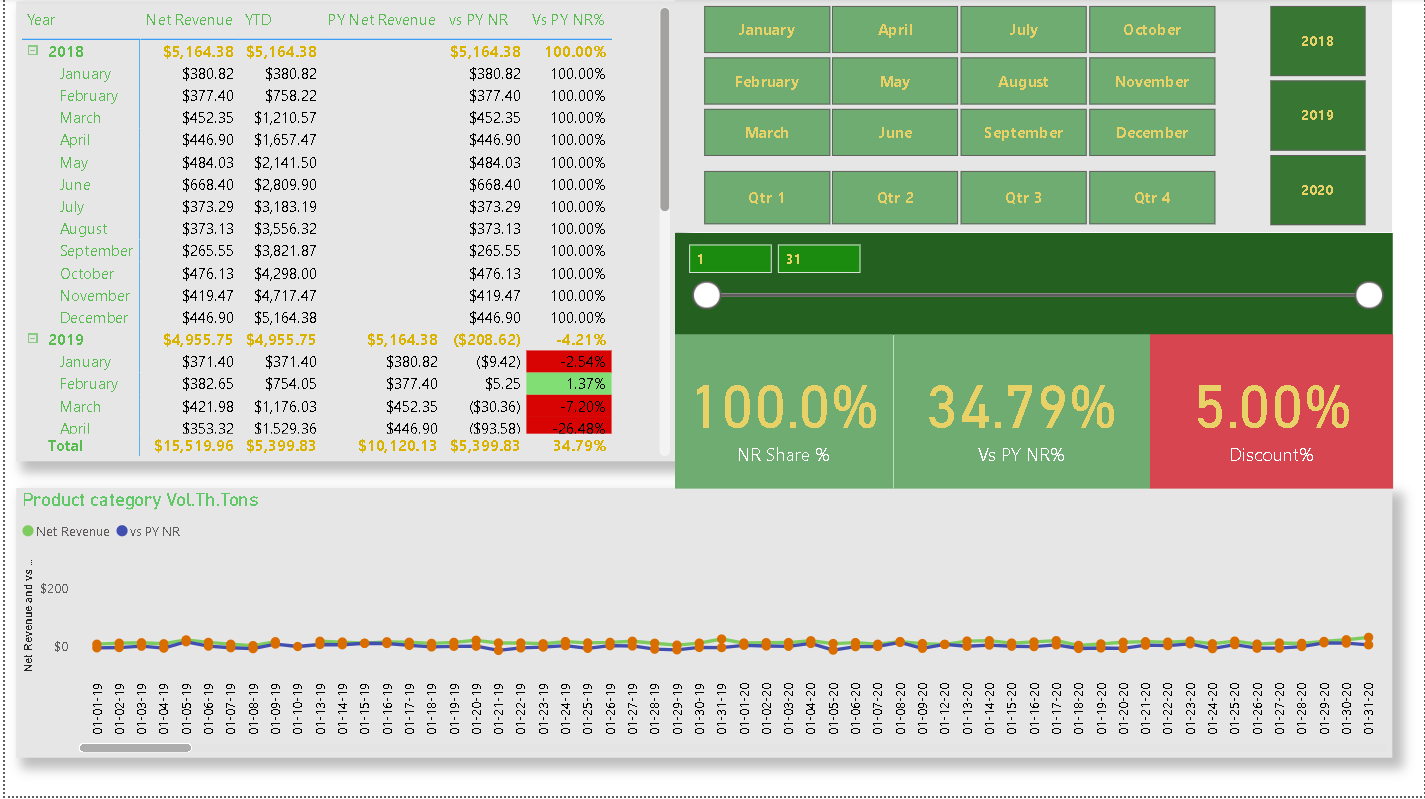 Year Net Revenue YTD PY Net Revenue vs PY NR Vs PY NR%
2018 $5,164.38 $5,164.38 $5,164.38 100.00%
January $380.82 $380.82 $380.82 100.00%
February $377.40 $758.22 $377.40 100.00%
March $452.35 $1,210.57 $452.35 100.00%
April $446.90 $1,657.47 $446.90 100.00%
May $484.03 $2,141.50 $484.03 100.00%
June $668.40 $2,809.90 $668.40 100.00%
July $373.29 $3,183.19 $373.29 100.00%
August $373.13 $3,556.32 $373.13 100.00%
September $265.55 $3,821.87 $265.55 100.00%
October $476.13 $4,298.00 $476.13 100.00%
November $419.47 $4,717.47 $419.47 100.00%
December $446.90 $5,164.38 $446.90 100.00%
2019 $4,955.75 $4,955.75 $5,164.38 ($208.62) -4.21%
January $371.40 $371.40 $380.82 ($9.42) -2.54%
February $382.65 $754.05 $377.40 $5.25 1.37%
March $421.98 $1,176.03 $452.35 ($30.36) -7.20%
April $353.32 $1,529.36 $446.90 ($93.58) -26.48%
Total $15,519.96 $5,399.83 $10,120.13 $5,399.83 34.79%
January April July October
February May August November
March June September December
Qtr 1 Qtr 2 Qtr 3 Qtr 4
2018
2019
2020
1 31
100.0% 34.79% 5.00%
NR Share % Vs PY NR% Discount%
Product category Vol.Th.Tons
Net Revenue vs PY NR
Net Revenue and vs ...
$200
$0
01-01-19 01-02-19 01-03-19 01-04-19 01-05-19 01-06-19 01-07-19 01-08-19 01-09-19 01-10-19 01-13-19 01-14-19 01-15-19 01-16-19 01-17-19 01-18-19 01-19-19 01-20-19 01-21-19 01-22-19 01-23-19 01-24-19 01-25-19 01-26-19 01-27-19 01-28-19 01-29-19 01-30-19 01-31-19 01-01-20 01-02-20 01-03-20 01-04-20 01-05-20 01-06-20 01-07-20 01-08-20 01-09-20 01-12-20 01-13-20 01-14-20 01-15-20 01-16-20 01-17-20 01-18-20 01-19-20 01-20-20 01-21-20 01-22-20 01-23-20 01-24-20 01-25-20 01-26-20 01-27-20 01-28-20 01-29-20 01-30-20 01-31-20